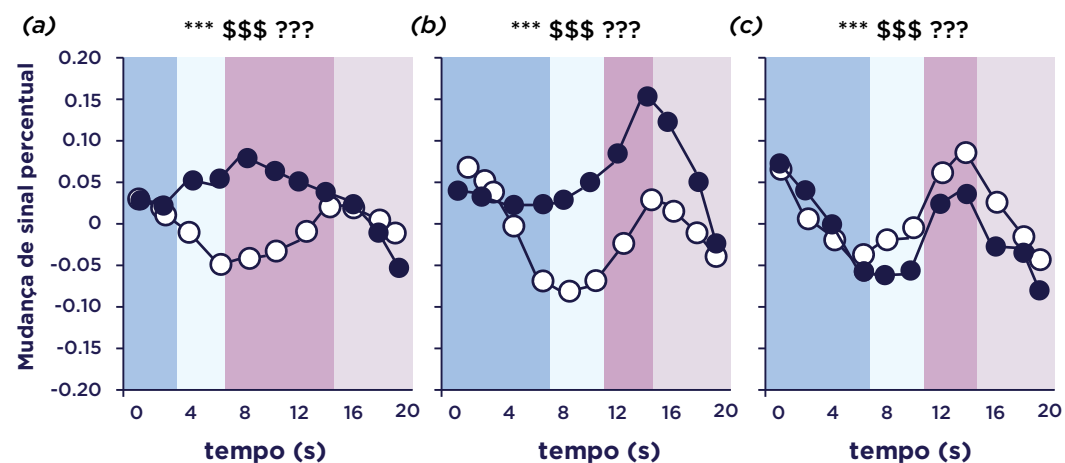 (a) *** $$$ ???
(b) *** $$$ ???
(c) *** $$$ ???
Mudança de sinal percentual
0.20
0.15
0.10
0.05
0
-0.05
-0.10
-0.15
-0.20
0 4 8 12 16 20
0 4 8 12 16 20
0 4 8 12 16 20
tempo (s)
tempo (s)
tempo (s)